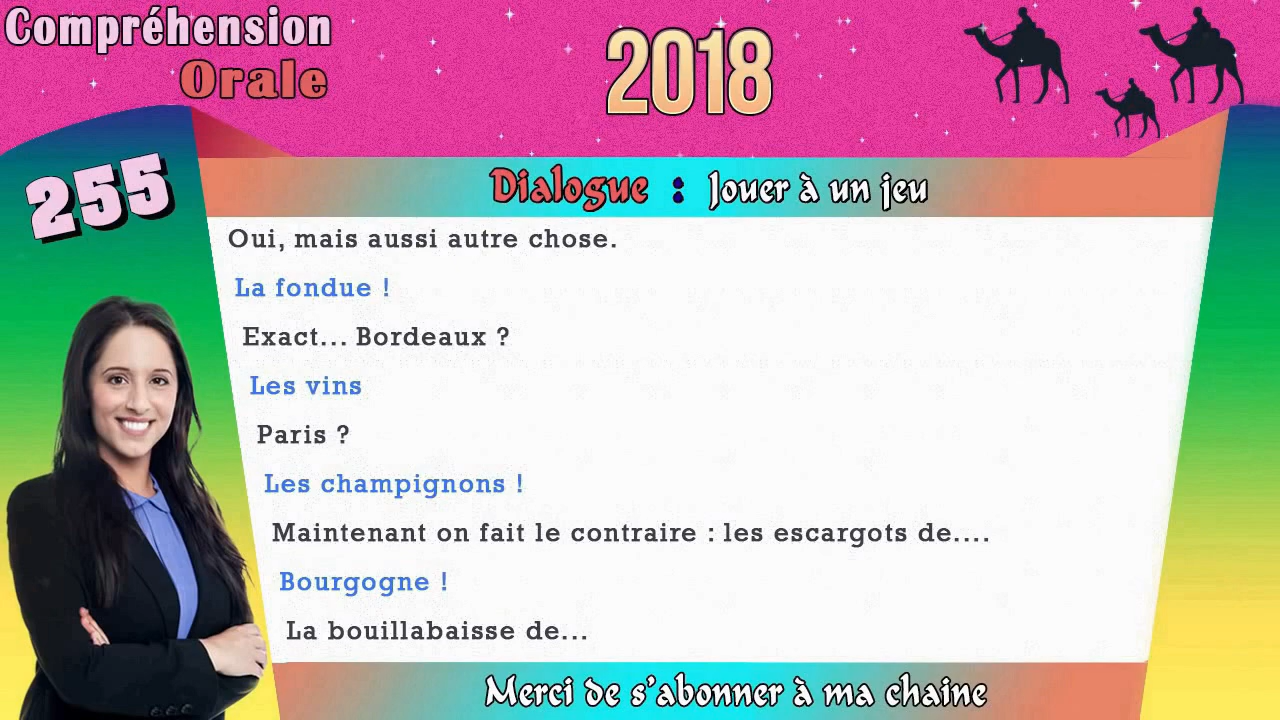 Compréhension
Orale
2018
255
Dialogue : Jouer à un jeu
Oui, mais aussi autre chose.
La fondue !
Exact... Bordeaux ?
Les vins
Paris ?
Les champignons !
Maintenant on fait le contraire : les escargots de....
Bourgogne !
La bouillabaisse de...
Merci de s'abonner à ma chaine